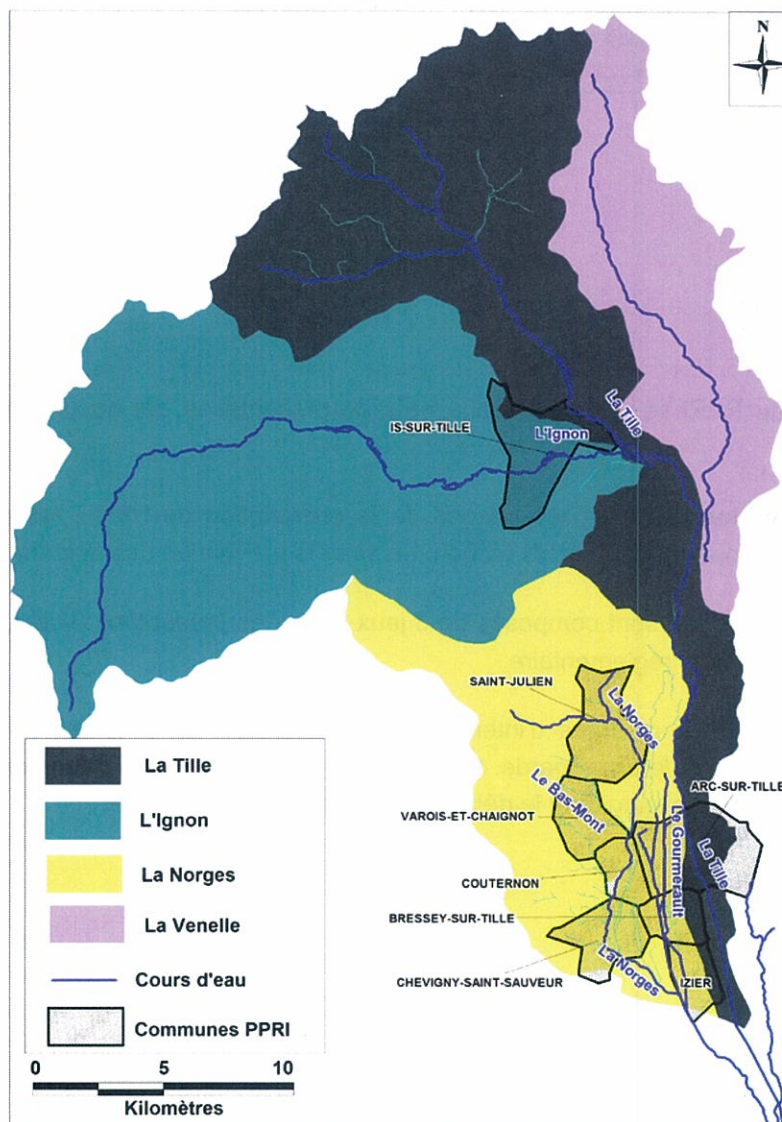 N
La Tille
IS-SUR-TILLE
L'Ignon
SAINT-JULIEN
La Norges
ARC-SUR-TILLE
Le Bas-Mont
VAROIS-ET-CHAIGNOT
Le Gourmerault
La Tille
COUTERNON
BRESSEY-SUR-TILLE
La Norges
CHEVIGNY-SAINT-SAUVEUR
IZIER
La Tille
L'Ignon
La Norges
La Venelle
Cours d'eau
Communes PPRI
0 5 10
Kilomètres